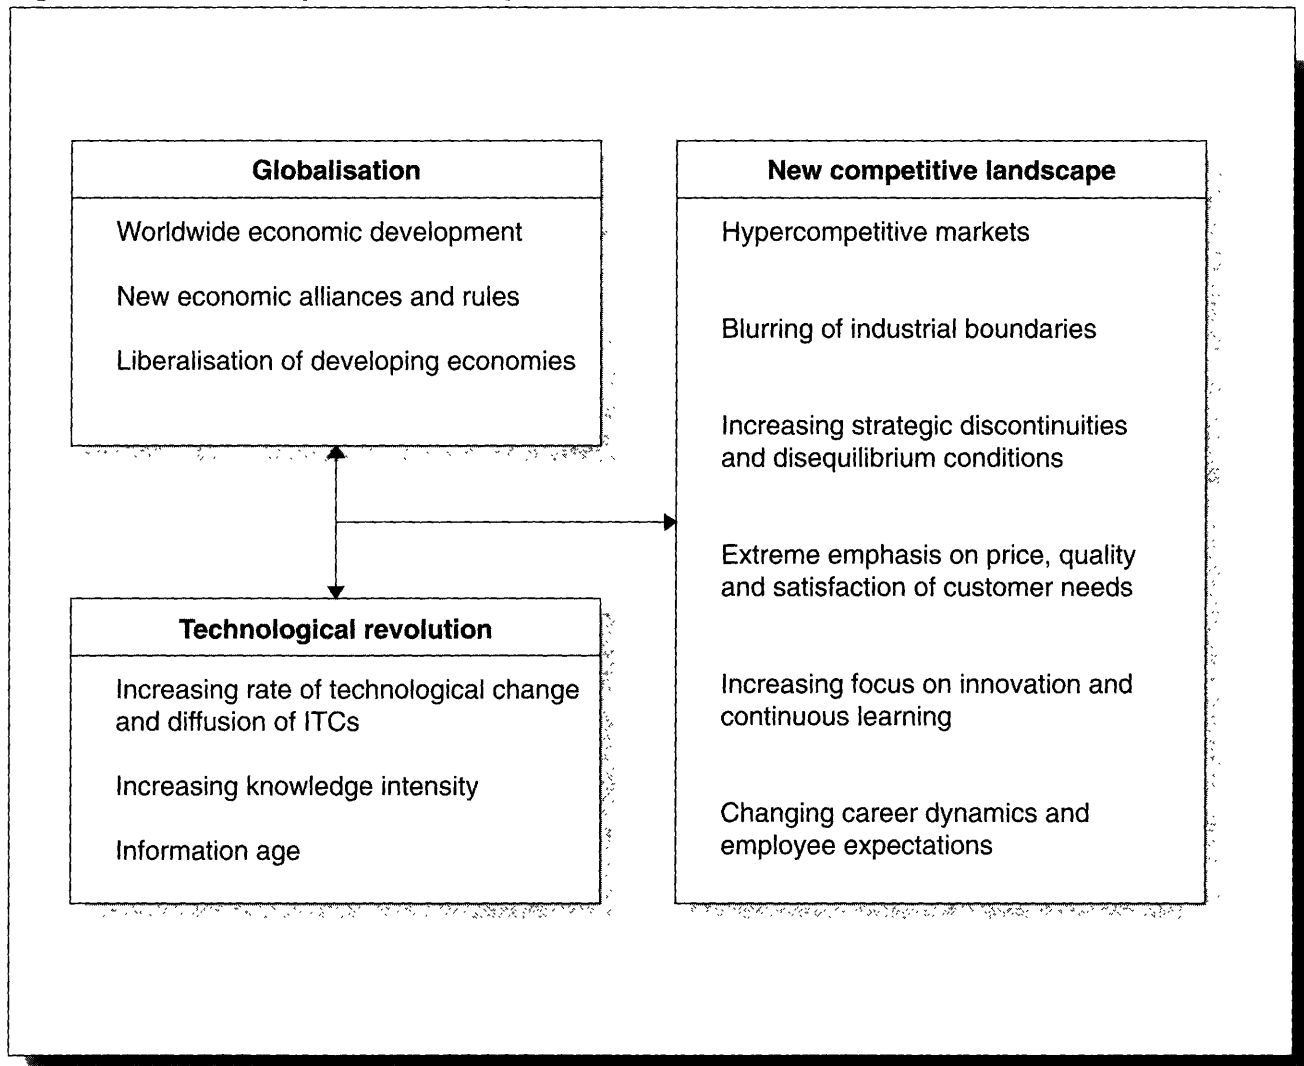 Globalisation
Worldwide economic development
New economic alliances and rules
Liberalisation of developing economies
Technological revolution
Increasing rate of technological change
and diffusion of ITCs
Increasing knowledge intensity
Information age
New competitive landscape
Hypercompetitive markets
Blurring of industrial boundaries
Increasing strategic discontinuities
and disequilibrium conditions
Extreme emphasis on price, quality
and satisfaction of customer needs
Increasing focus on innovation and
continuous learning
Changing career dynamics and
employee expectations